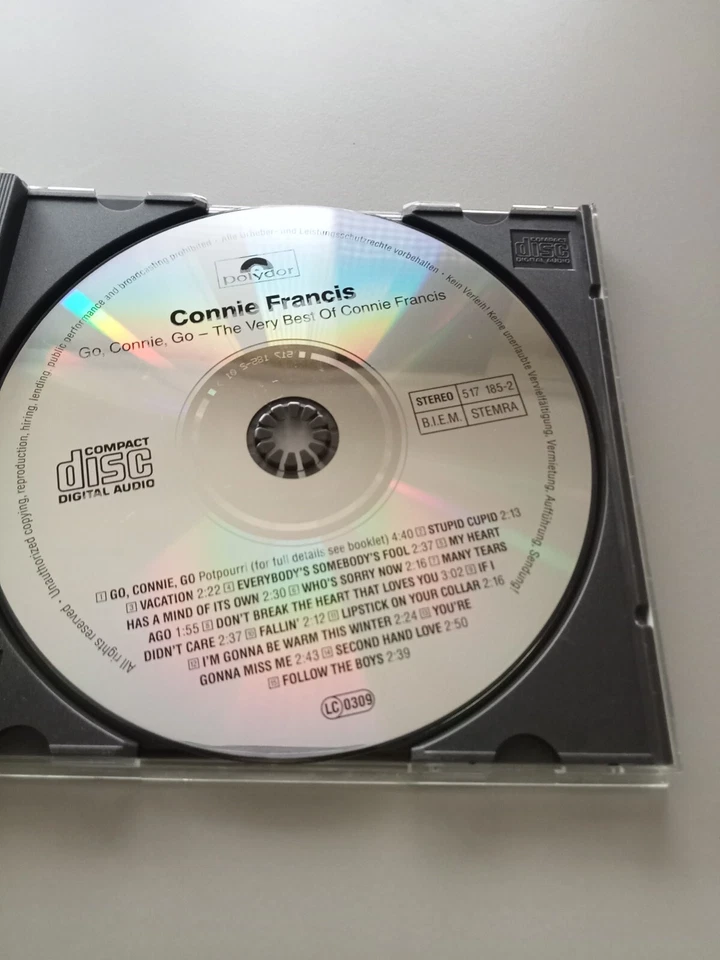 COMPACT
disc
DIGITAL AUDIO
Unauthorized copying, reproduction, hiring, lending, public performance and broadcasting prohibited · Alle Urheber- und Leistungsschutzrechte vorbehalten · Kein Verleih! Keine unerlaubte Vervielfältigung, Vermietung, Aufführung, Sendung!
All rights reserved ·
polydor
Connie Francis
Go, Connie, Go – The Very Best Of Connie Francis
517 185-2
STEREO 517 185-2
B.I.E.M. STEMRA
COMPACT
disc
DIGITAL AUDIO
1 GO, CONNIE, GO Potpourri (for full details see booklet) 4:40 2 STUPID CUPID 2:13
3 VACATION 2:22 4 EVERYBODY'S SOMEBODY'S FOOL 2:37 5 MY HEART
HAS A MIND OF ITS OWN 2:30 6 WHO'S SORRY NOW 2:16 7 MANY TEARS
AGO 1:55 8 DON'T BREAK THE HEART THAT LOVES YOU 3:02 9 IF I
DIDN'T CARE 2:37 10 FALLIN' 2:12 11 LIPSTICK ON YOUR COLLAR 2:16
12 I'M GONNA BE WARM THIS WINTER 2:24 13 YOU'RE
GONNA MISS ME 2:43 14 SECOND HAND LOVE 2:50
15 FOLLOW THE BOYS 2:39
LC 0309